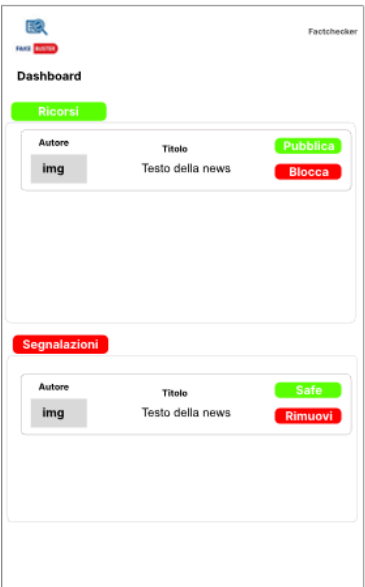 Factchecker
FAKE BUSTER
Dashboard
Ricorsi
Autore
Titolo
Pubblica
img
Testo della news
Blocca
Segnalazioni
Autore
Titolo
Safe
img
Testo della news
Rimuovi